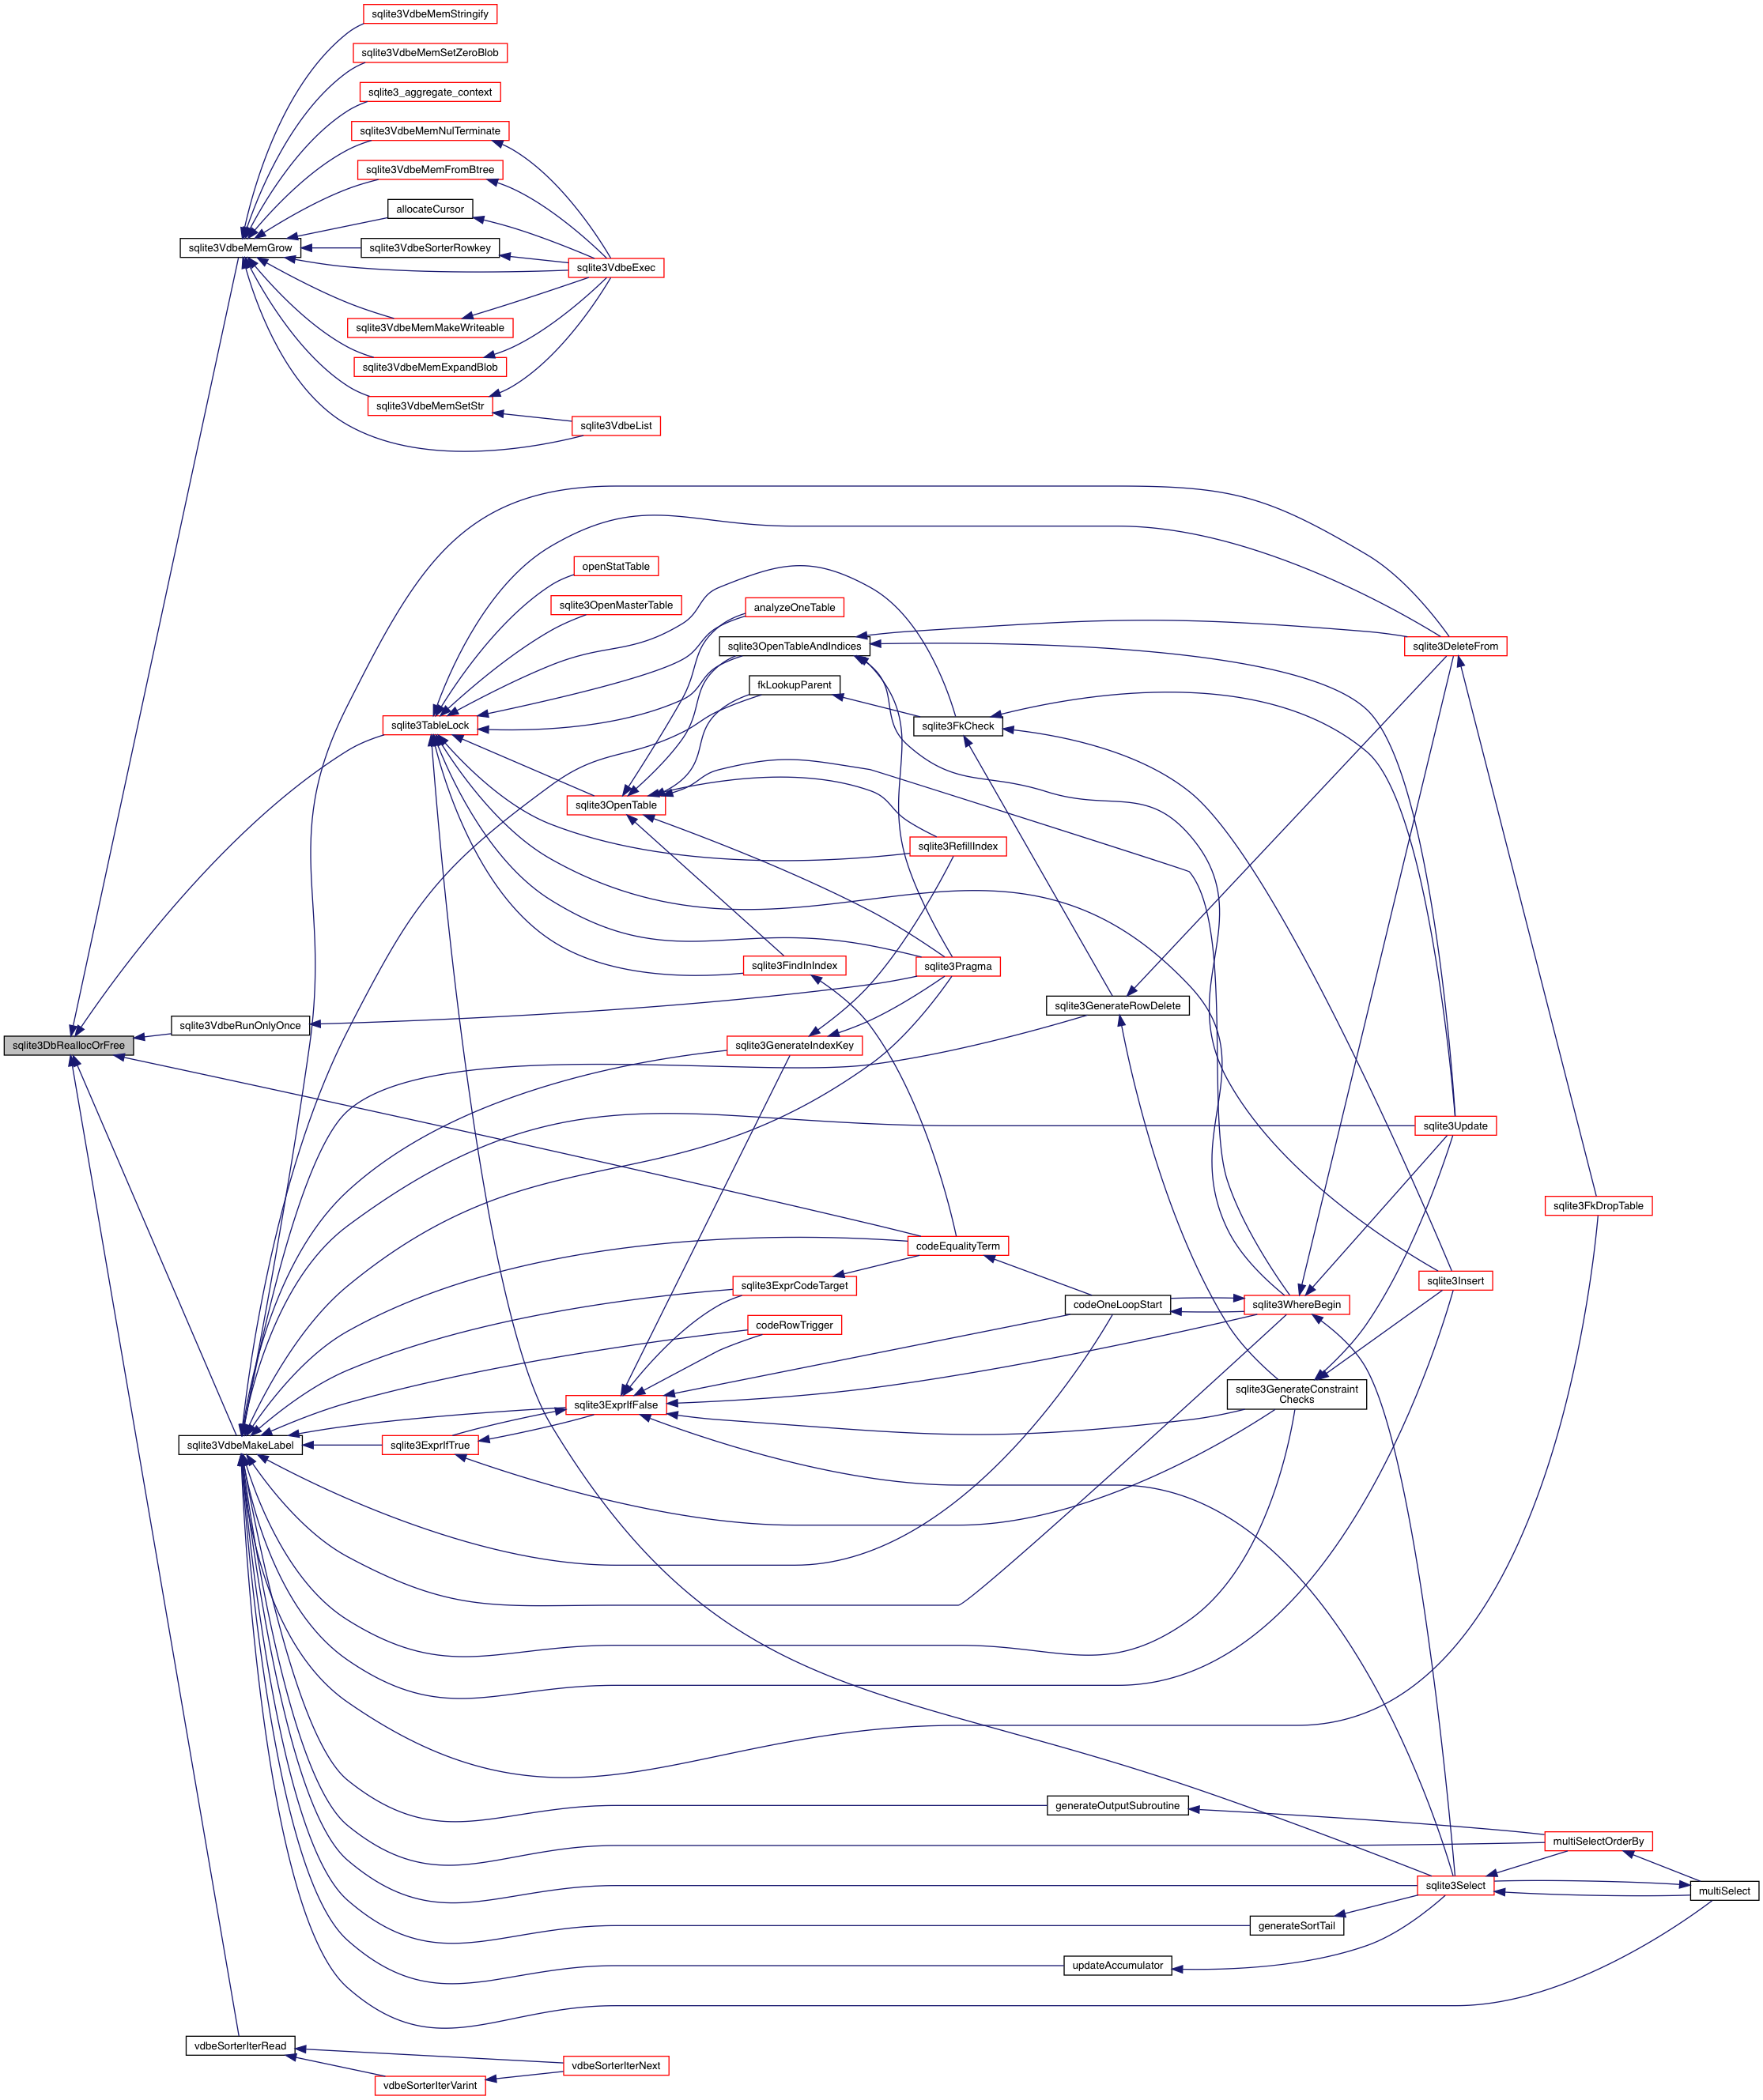 sqlite3VdbeMemStringify
sqlite3VdbeMemSetZeroBlob
sqlite3_aggregate_context
sqlite3VdbeMemNulTerminate
sqlite3VdbeMemFromBtree
allocateCursor
sqlite3VdbeMemGrow
sqlite3VdbeSorterRowkey
sqlite3VdbeExec
sqlite3VdbeMemMakeWriteable
sqlite3VdbeMemExpandBlob
sqlite3VdbeMemSetStr
sqlite3VdbeList
openStatTable
sqlite3OpenMasterTable
analyzeOneTable
sqlite3OpenTableAndIndices
sqlite3DeleteFrom
fkLookupParent
sqlite3TableLock
sqlite3FkCheck
sqlite3OpenTable
sqlite3RefillIndex
sqlite3FindInIndex
sqlite3Pragma
sqlite3GenerateRowDelete
sqlite3VdbeRunOnlyOnce
sqlite3DbReallocOrFree
sqlite3GenerateIndexKey
sqlite3Update
sqlite3FkDropTable
codeEqualityTerm
sqlite3Insert
sqlite3ExprCodeTarget
codeOneLoopStart
sqlite3WhereBegin
codeRowTrigger
sqlite3GenerateConstraint
Checks
sqlite3ExprIfFalse
sqlite3VdbeMakeLabel
sqlite3ExprIfTrue
generateOutputSubroutine
multiSelectOrderBy
sqlite3Select
multiSelect
generateSortTail
updateAccumulator
vdbeSorterIterRead
vdbeSorterIterNext
vdbeSorterIterVarint